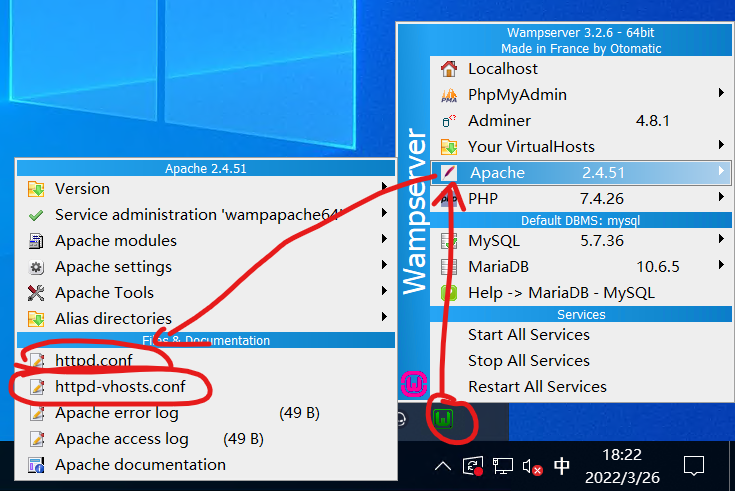 Wampserver 3.2.6 - 64bit
Made in France by Otomatic
Localhost
PhpMyAdmin
Adminer 4.8.1
Your VirtualHosts
Apache 2.4.51
PHP 7.4.26
Default DBMS: mysql
MySQL 5.7.36
MariaDB 10.6.5
Help -> MariaDB - MySQL
Services
Start All Services
Stop All Services
Restart All Services
Wampserver
Apache 2.4.51
Version
Service administration 'wampapache64'
Apache modules
Apache settings
Apache Tools
Alias directories
Files & Documentation
httpd.conf
httpd-vhosts.conf
Apache error log (49 B)
Apache access log (49 B)
Apache documentation
中
18:22
2022/3/26